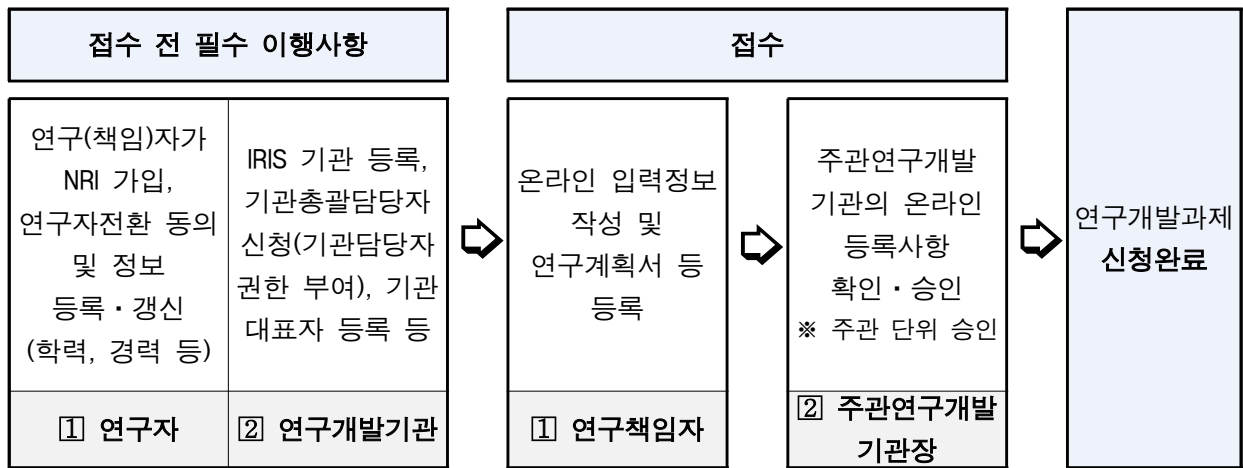 접수 전 필수 이행사항
연구(책임)자가
NRI 가입,
연구자전환 동의
및 정보
등록・갱신
(학력, 경력 등)
1 연구자
IRIS 기관 등록,
기관총괄담당자
신청(기관담당자
권한 부여), 기관
대표자 등록 등
2 연구개발기관
접수
온라인 입력정보
작성 및
연구계획서 등
등록
1 연구책임자
주관연구개발
기관의 온라인
등록사항
확인・승인
※ 주관 단위 승인
2 주관연구개발
기관장
연구개발과제
신청완료